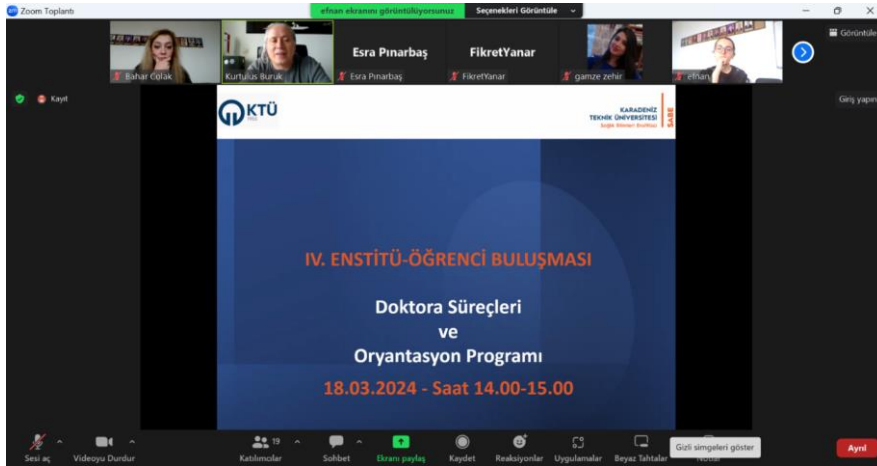 Zoom Toplantı
efnan ekranını görüntülüyorsunuz
Seçenekleri Görüntüle
Görüntüle
Bahar Çolak
Kurtuluş Buruk
Esra Pınarbaş
Esra Pınarbaş
FikretYanar
FikretYanar
gamze zehir
efnan
Kayıt
Giriş yapın
KTÜ
KARADENİZ
TEKNİK ÜNİVERSİTESİ
Sağlık Bilimleri Enstitüsü
SABE
IV. ENSTİTÜ-ÖĞRENCİ BULUŞMASI
Doktora Süreçleri
ve
Oryantasyon Programı
18.03.2024 - Saat 14.00-15.00
Sesi aç
Videoyu Durdur
19
Katılımcılar
Sohbet
Ekranı paylaş
Kaydet
Reaksiyonlar
Uygulamalar
Beyaz Tahtalar
Notlar
Gizli simgeleri göster
Ayrıl